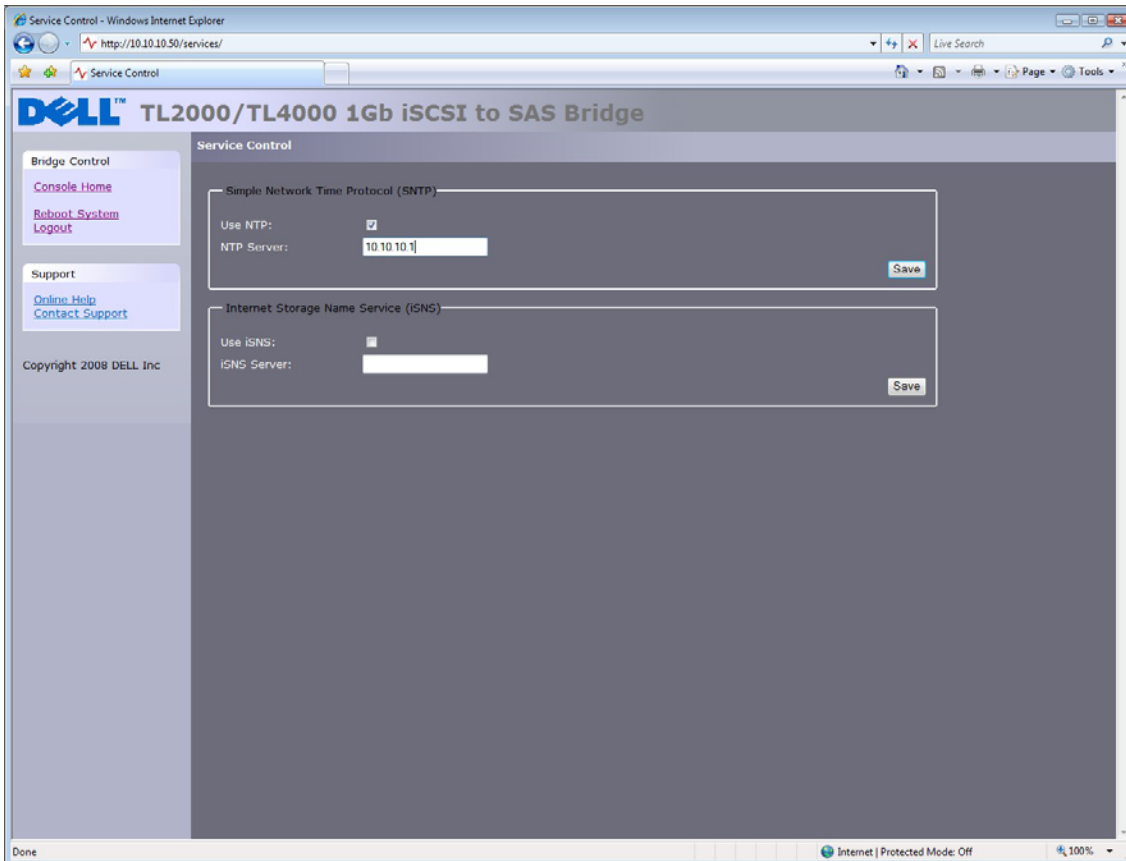 Service Control - Windows Internet Explorer
http://10.10.10.50/services/
Live Search
Service Control
Page
Tools
DELL™ TL2000/TL4000 1Gb iSCSI to SAS Bridge
Service Control
Bridge Control
Console Home
Reboot System
Logout
Support
Online Help
Contact Support
Copyright 2008 DELL Inc
Simple Network Time Protocol (SNTP)
Use NTP:
NTP Server: 10.10.10.1
Save
Internet Storage Name Service (iSNS)
Use iSNS:
iSNS Server:
Save
Done
Internet | Protected Mode: Off
100%